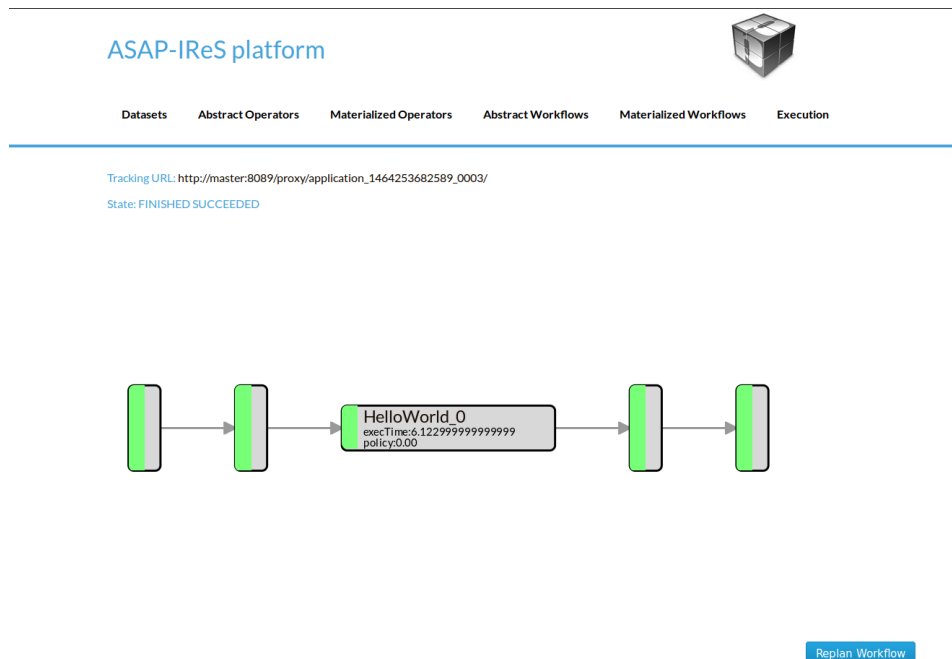 ASAP-IReS platform
Datasets Abstract Operators Materialized Operators Abstract Workflows Materialized Workflows Execution
Tracking URL: http://master:8089/proxy/application_1464253682589_0003/
State: FINISHED SUCCEEDED
HelloWorld_0
execTime:6.122999999999999
policy:0.00
Replan Workflow